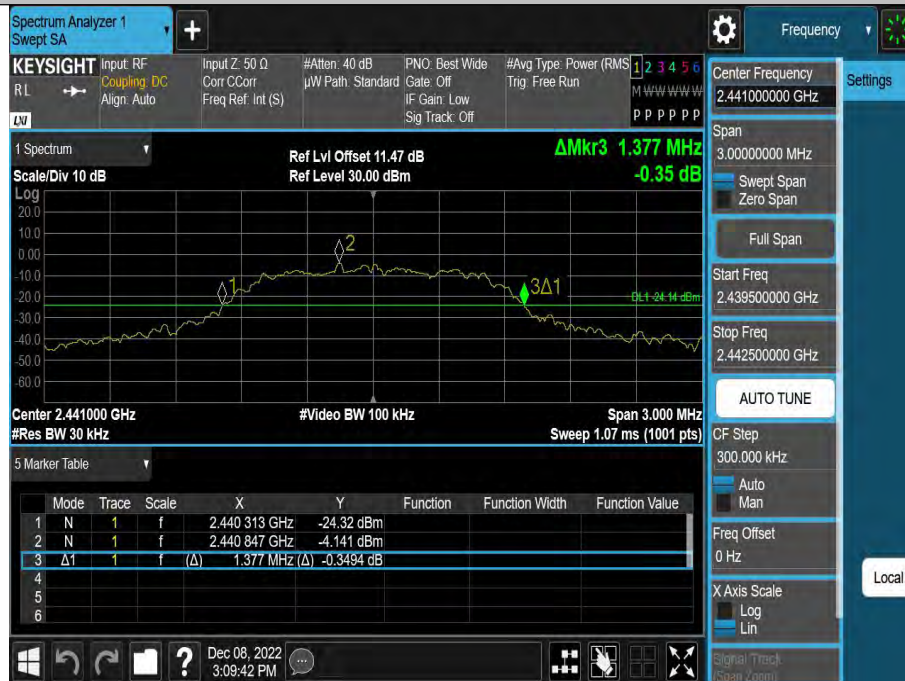 Spectrum Analyzer 1
Swept SA
+
Frequency
KEYSIGHT
RL
LXI
Input: RF
Coupling: DC
Align: Auto
Input Z: 50 Ω
Corr CCorr
Freq Ref: Int (S)
#Atten: 40 dB
µW Path: Standard
PNO: Best Wide
Gate: Off
IF Gain: Low
Sig Track: Off
#Avg Type: Power (RMS
Trig: Free Run
1 2 3 4 5 6
M W W W W W
P P P P P P
1 Spectrum
Scale/Div 10 dB
Ref Lvl Offset 11.47 dB
Ref Level 30.00 dBm
ΔMkr3 1.377 MHz
-0.35 dB
Log
20.0
10.0
0.00
-10.0
-20.0
-30.0
-40.0
-50.0
-60.0
1
2
3Δ1
DL1 -24.14 dBm
Center 2.441000 GHz
#Video BW 100 kHz
Span 3.000 MHz
#Res BW 30 kHz
Sweep 1.07 ms (1001 pts)
5 Marker Table
Mode Trace Scale X Y Function Function Width Function Value
1 N 1 f 2.440 313 GHz -24.32 dBm
2 N 1 f 2.440 847 GHz -4.141 dBm
3 Δ1 1 f (Δ) 1.377 MHz (Δ) -0.3494 dB
4
5
6
Dec 08, 2022
3:09:42 PM
?
Center Frequency
2.441000000 GHz
Settings
Span
3.00000000 MHz
Swept Span
Zero Span
Full Span
Start Freq
2.439500000 GHz
Stop Freq
2.442500000 GHz
AUTO TUNE
CF Step
300.000 kHz
Auto
Man
Freq Offset
0 Hz
Local
X Axis Scale
Log
Lin
Signal Track
(Span Zoom)